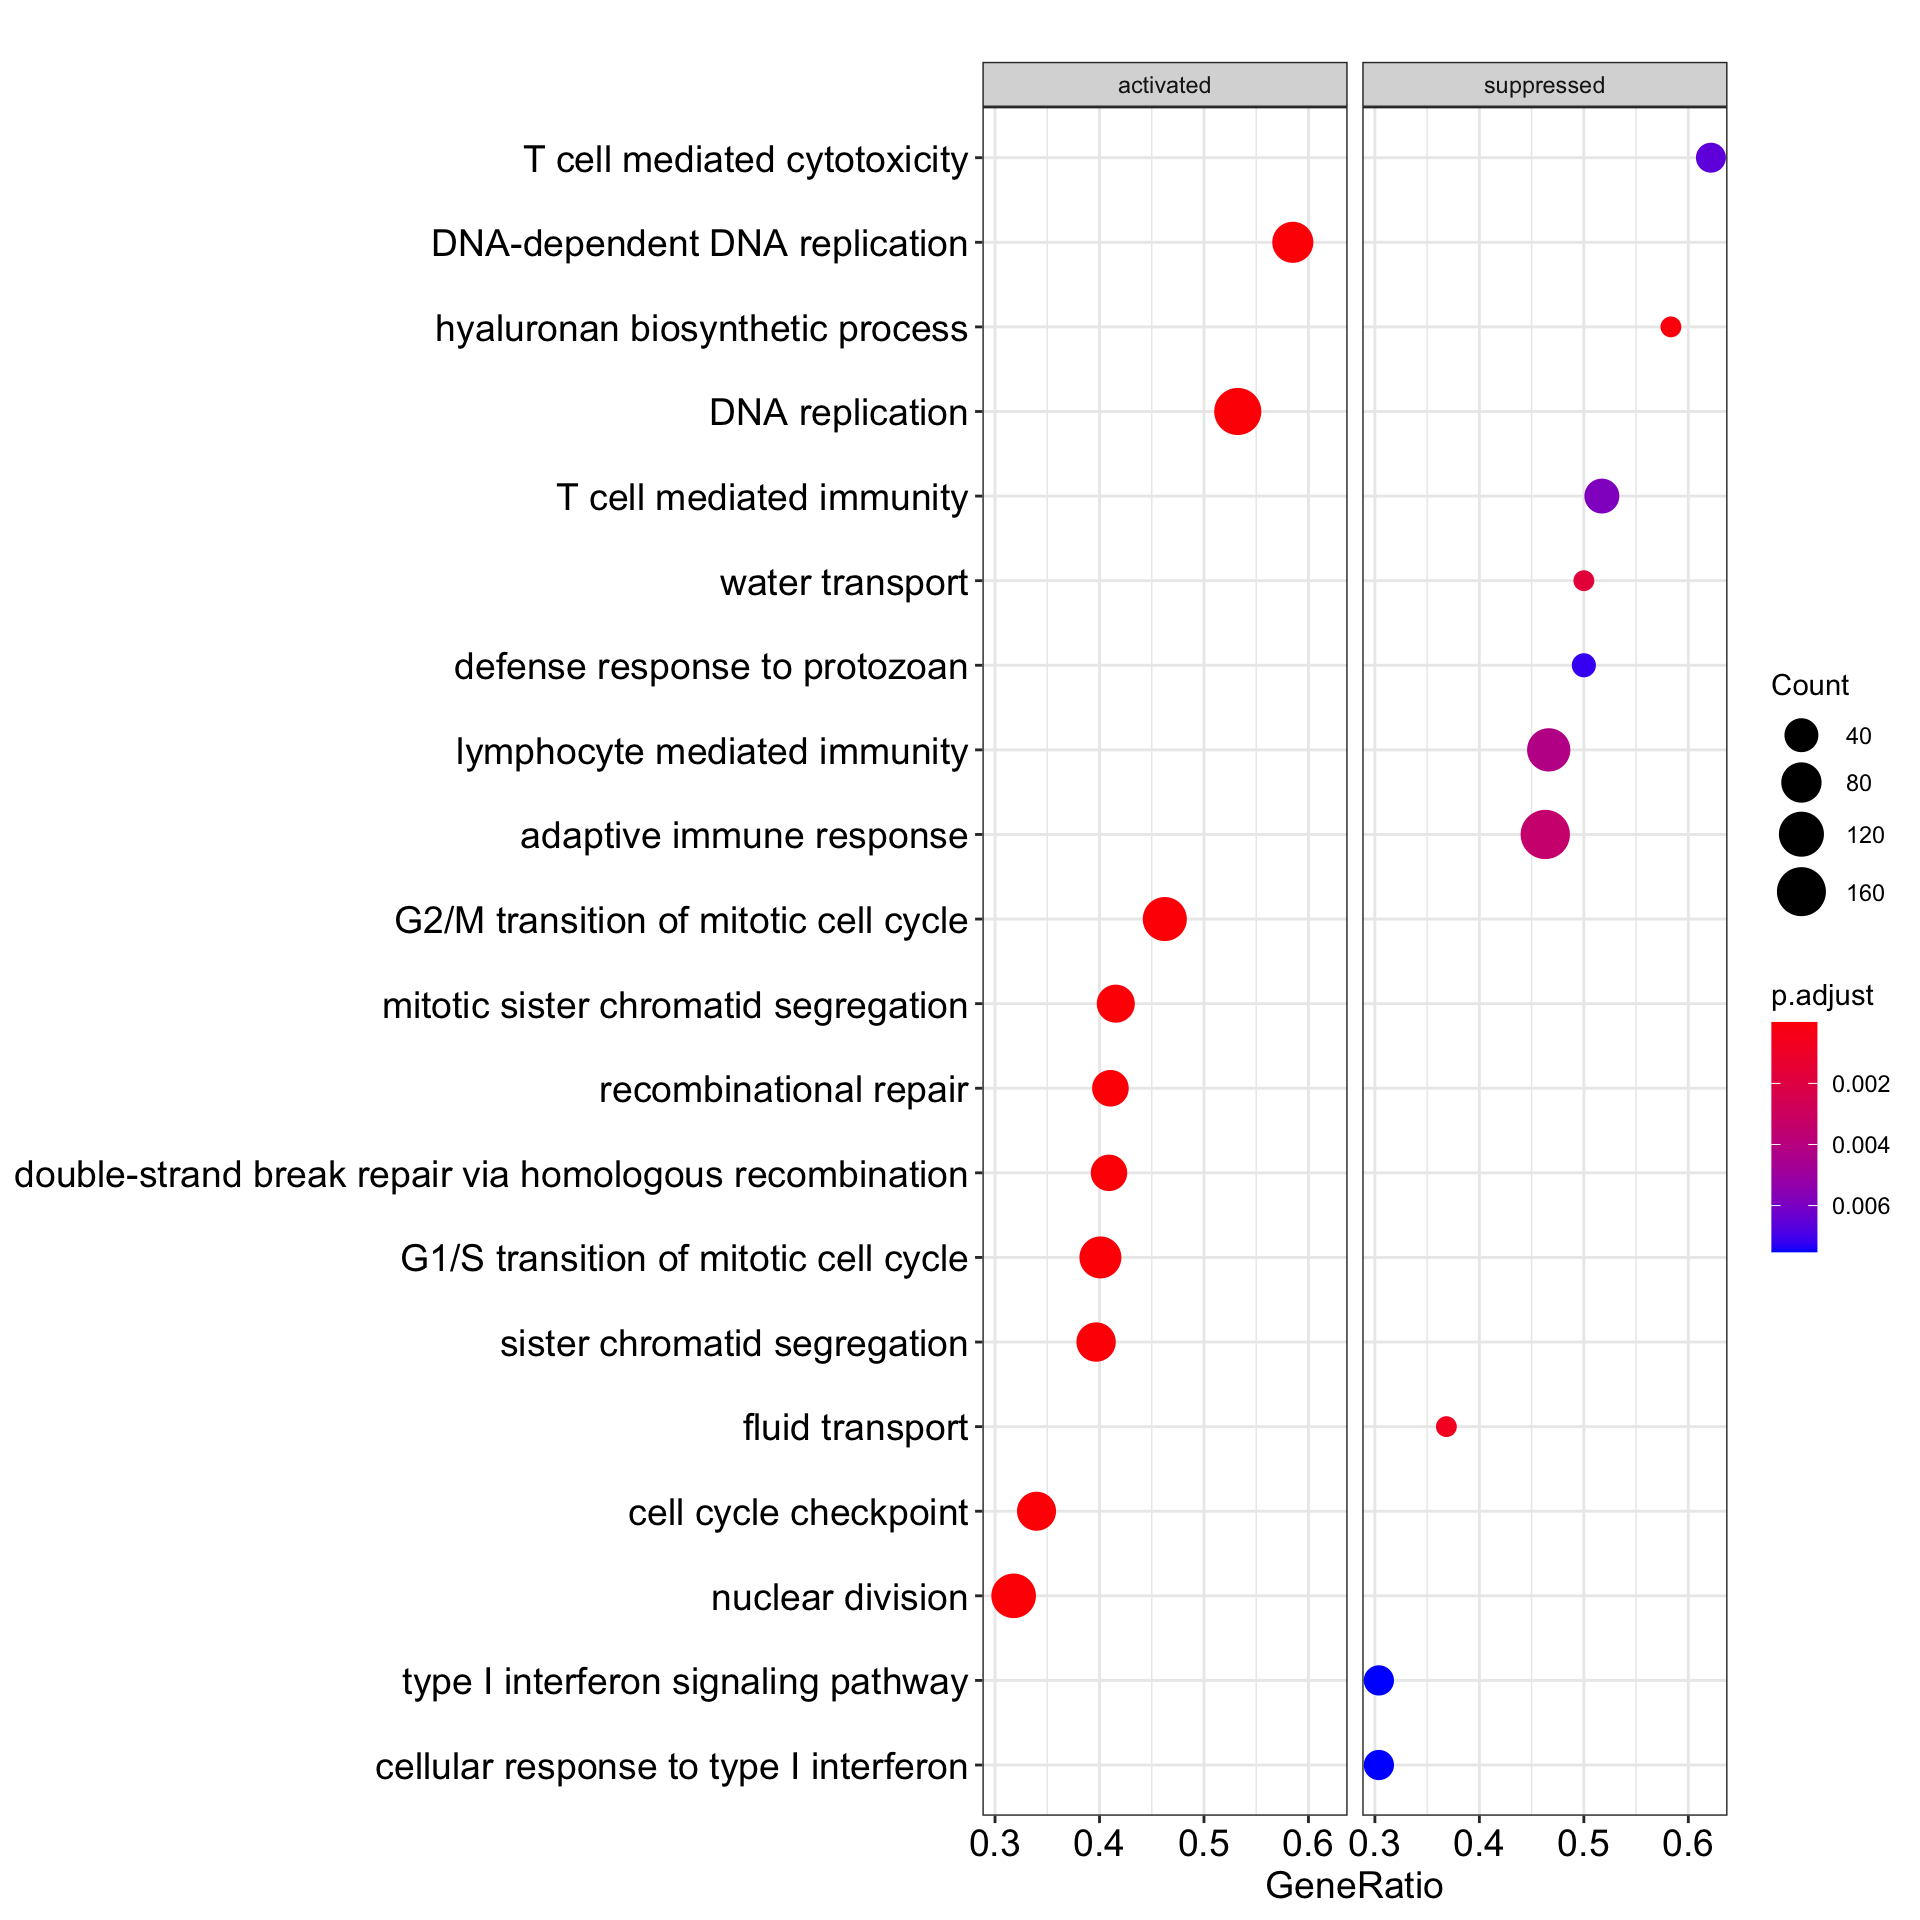 activated
suppressed
T cell mediated cytotoxicity
DNA-dependent DNA replication
hyaluronan biosynthetic process
DNA replication
T cell mediated immunity
water transport
defense response to protozoan
lymphocyte mediated immunity
adaptive immune response
G2/M transition of mitotic cell cycle
mitotic sister chromatid segregation
recombinational repair
double-strand break repair via homologous recombination
G1/S transition of mitotic cell cycle
sister chromatid segregation
fluid transport
cell cycle checkpoint
nuclear division
type I interferon signaling pathway
cellular response to type I interferon
0.3 0.4 0.5 0.6 0.3 0.4 0.5 0.6
GeneRatio
Count
40
80
120
160
p.adjust
0.002
0.004
0.006